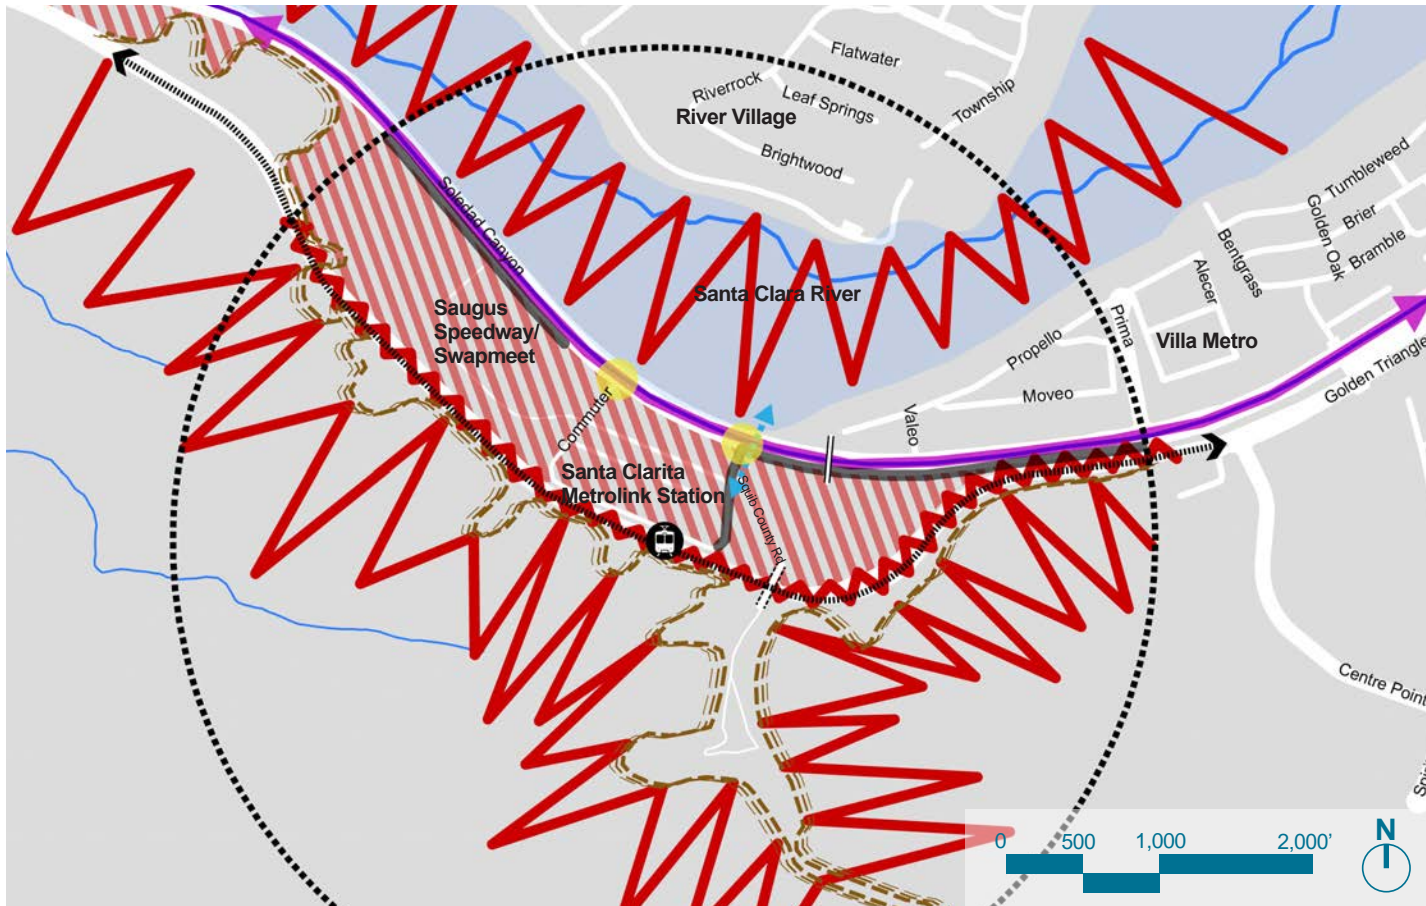 Flatwater
Riverrock
Leaf Springs
Township
River Village
Brightwood
Tumbleweed
Golden Oak
Brier
Bramble
Bentgrass
Alecer
Soledad Canyon
Santa Clara River
Saugus
Speedway/
Swapmeet
Prima
Propello
Villa Metro
Golden Triangle
Moveo
Valeo
Commuter
Santa Clarita
Metrolink Station
Squib County Rd
Centre Point
0 500 1,000 2,000'
N